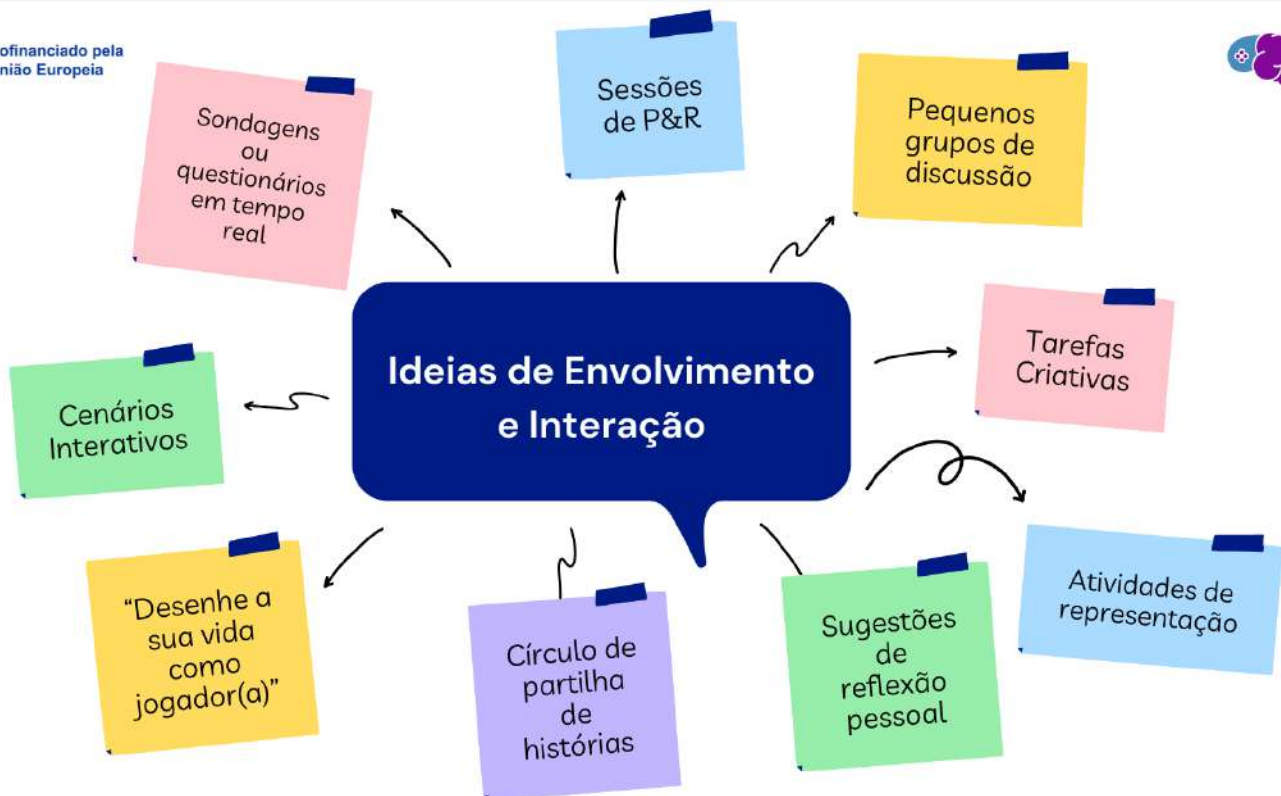 ofinanciado pela
nião Europeia
Sondagens
ou
questionários
em tempo
real
Sessões
de P&R
Pequenos
grupos de
discussão
Ideias de Envolvimento
e Interação
Tarefas
Criativas
Cenários
Interativos
Atividades de
representação
"Desenhe a
sua vida
como
jogador(a)"
Círculo de
partilha
de
histórias
Sugestões
de
reflexão
pessoal